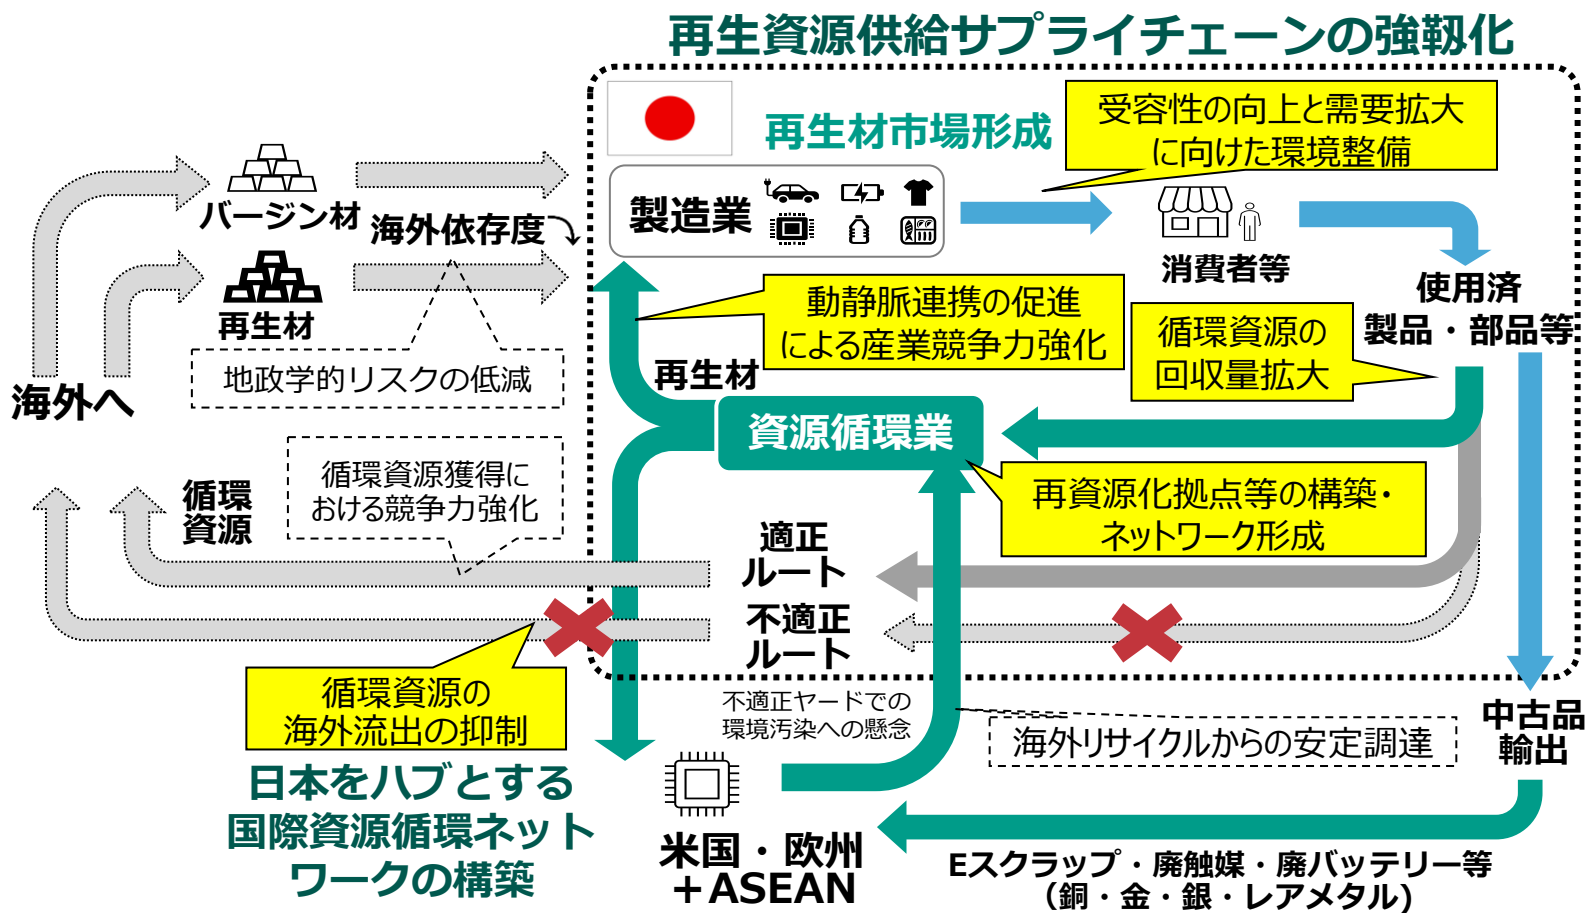 再生資源供給サプライチェーンの強靱化
再生材市場形成
受容性の向上と需要拡大
に向けた環境整備
バージン材
海外依存度
製造業
消費者等
再生材
動静脈連携の促進
による産業競争力強化
使用済
製品・部品等
循環資源の
回収量拡大
地政学的リスクの低減
海外へ
再生材
資源循環業
循環資源獲得に
おける競争力強化
循環
資源
再資源化拠点等の構築・
ネットワーク形成
適正
ルート
不適正
ルート
循環資源の
海外流出の抑制
不適正ヤードでの
環境汚染への懸念
海外リサイクルからの安定調達
中古品
輸出
日本をハブとする
国際資源循環ネット
ワークの構築
米国・欧州
+ASEAN
Eスクラップ・廃触媒・廃バッテリー等
（銅・金・銀・レアメタル)